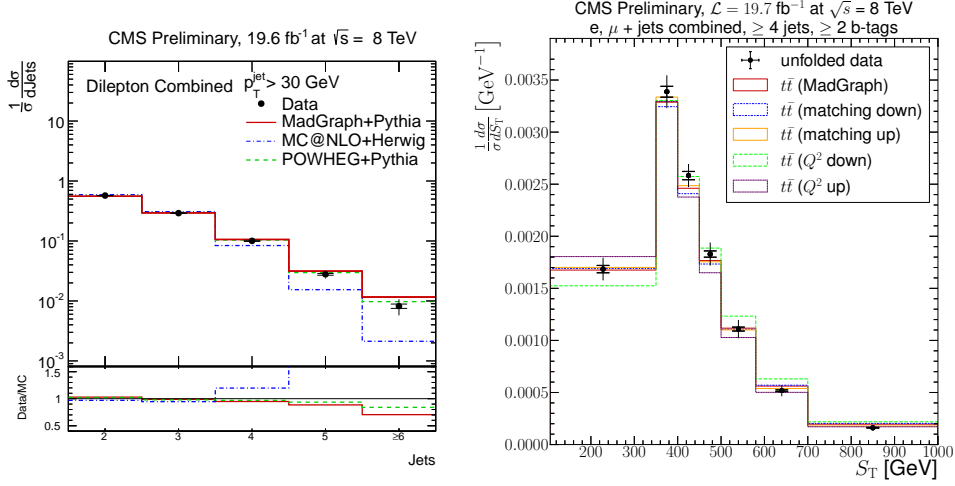 CMS Preliminary, 19.6 fb⁻¹ at √s = 8 TeV
1/σ dσ/dJets
Dilepton Combined
p_T^jet > 30 GeV
Data
MadGraph+Pythia
MC@NLO+Herwig
POWHEG+Pythia
10
1
10⁻¹
10⁻²
10⁻³
Data/MC
1.5
1
0.5
2 3 4 5 ≥6
Jets
CMS Preliminary, ℒ = 19.7 fb⁻¹ at √s = 8 TeV
e, μ + jets combined, ≥ 4 jets, ≥ 2 b-tags
1/σ dσ/dS_T [GeV⁻¹]
unfolded data
tt̄ (MadGraph)
tt̄ (matching down)
tt̄ (matching up)
tt̄ (Q² down)
tt̄ (Q² up)
0.0035
0.0030
0.0025
0.0020
0.0015
0.0010
0.0005
0.0000
200 300 400 500 600 700 800 900 1000
S_T [GeV]